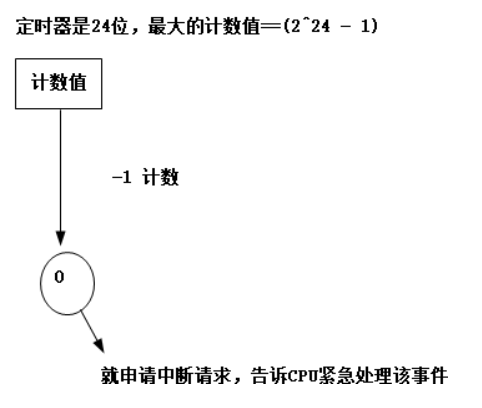 定时器是24位，最大的计数值==(2^24 - 1)
计数值
-1 计数
0
就申请中断请求，告诉CPU紧急处理该事件